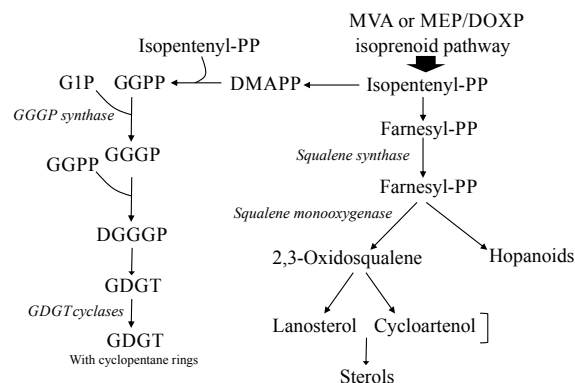 MVA or MEP/DOXP
isoprenoid pathway
Isopentenyl-PP
G1P GGPP DMAPP Isopentenyl-PP
GGGP synthase
Farnesyl-PP
GGGP
Squalene synthase
GGPP
Farnesyl-PP
Squalene monooxygenase
DGGGP
2,3-Oxidosqualene Hopanoids
GDGT
GDGT cyclases
Lanosterol Cycloartenol
GDGT
With cyclopentane rings
Sterols